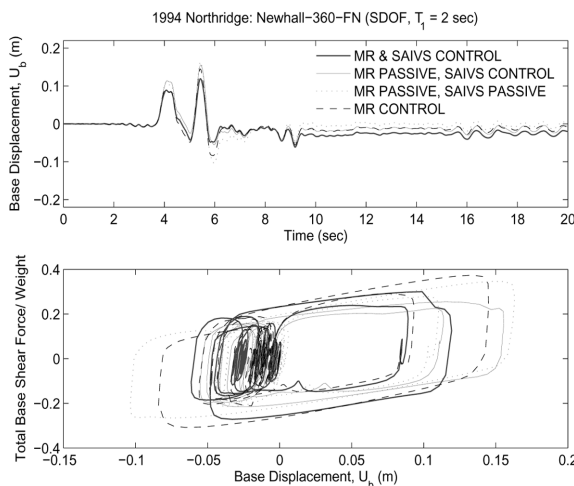 1994 Northridge: Newhall−360−FN (SDOF, T1 = 2 sec)
Base Displacement, Ub (m)
0.2
0.1
0
−0.1
−0.2
MR & SAIVS CONTROL
MR PASSIVE, SAIVS CONTROL
MR PASSIVE, SAIVS PASSIVE
MR CONTROL
0 2 4 6 8 10 12 14 16 18 20
Time (sec)
Total Base Shear Force/ Weight
0.4
0.2
0
−0.2
−0.4
−0.15 −0.1 −0.05 0 0.05 0.1 0.15 0.2
Base Displacement, Ub (m)